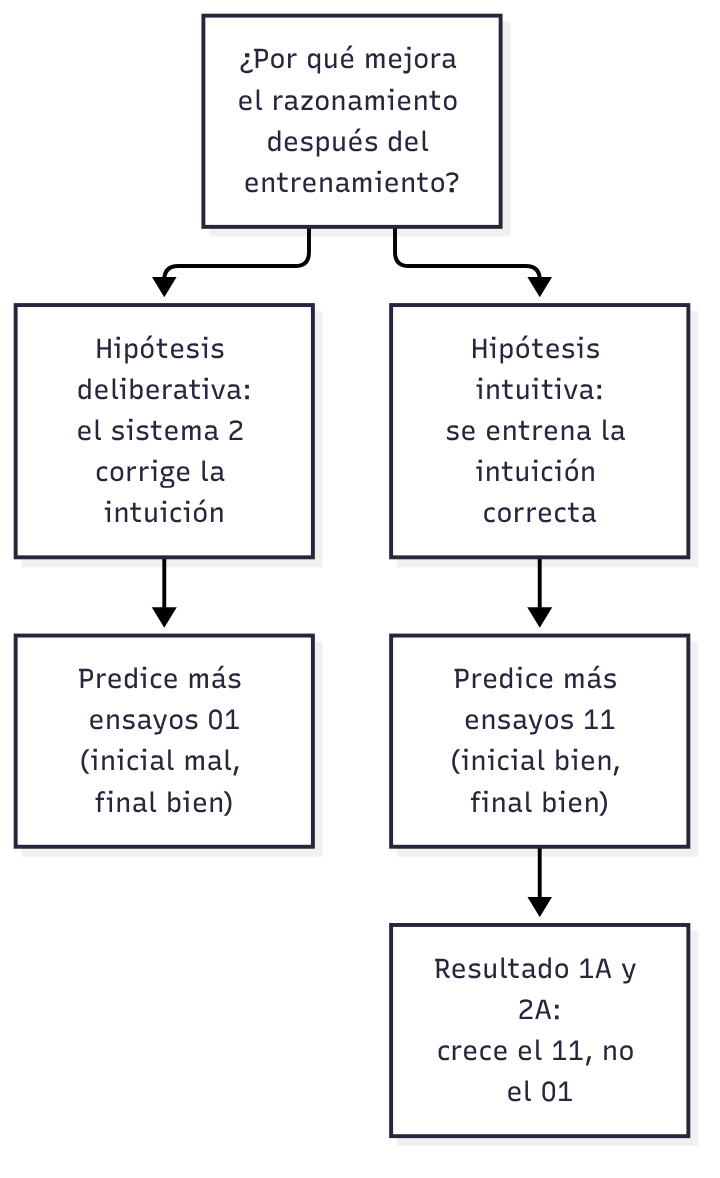 ¿Por qué mejora
el razonamiento
después del
entrenamiento?
Hipótesis
deliberativa:
el sistema 2
corrige la
intuición
Hipótesis
intuitiva:
se entrena la
intuición
correcta
Predice más
ensayos 01
(inicial mal,
final bien)
Predice más
ensayos 11
(inicial bien,
final bien)
Resultado 1A y
2A:
crece el 11, no
el 01